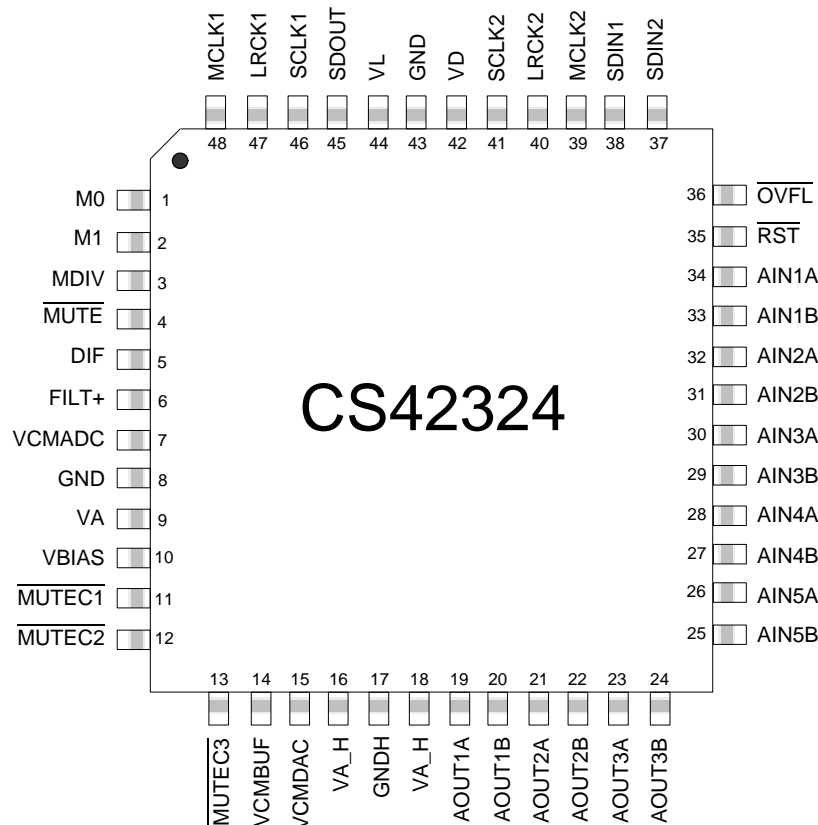 MCLK1
LRCK1
SCLK1
SDOUT
VL
GND
VD
SCLK2
LRCK2
MCLK2
SDIN1
SDIN2
48 47 46 45 44 43 42 41 40 39 38 37
M0 1
M1 2
MDIV 3
MUTE 4
DIF 5
FILT+ 6
VCMADC 7
GND 8
VA 9
VBIAS 10
MUTEC1 11
MUTEC2 12
CS42324
36 OVFL
35 RST
34 AIN1A
33 AIN1B
32 AIN2A
31 AIN2B
30 AIN3A
29 AIN3B
28 AIN4A
27 AIN4B
26 AIN5A
25 AIN5B
13 14 15 16 17 18 19 20 21 22 23 24
MUTEC3
VCMBUF
VCMDAC
VA_H
GNDH
VA_H
AOUT1A
AOUT1B
AOUT2A
AOUT2B
AOUT3A
AOUT3B